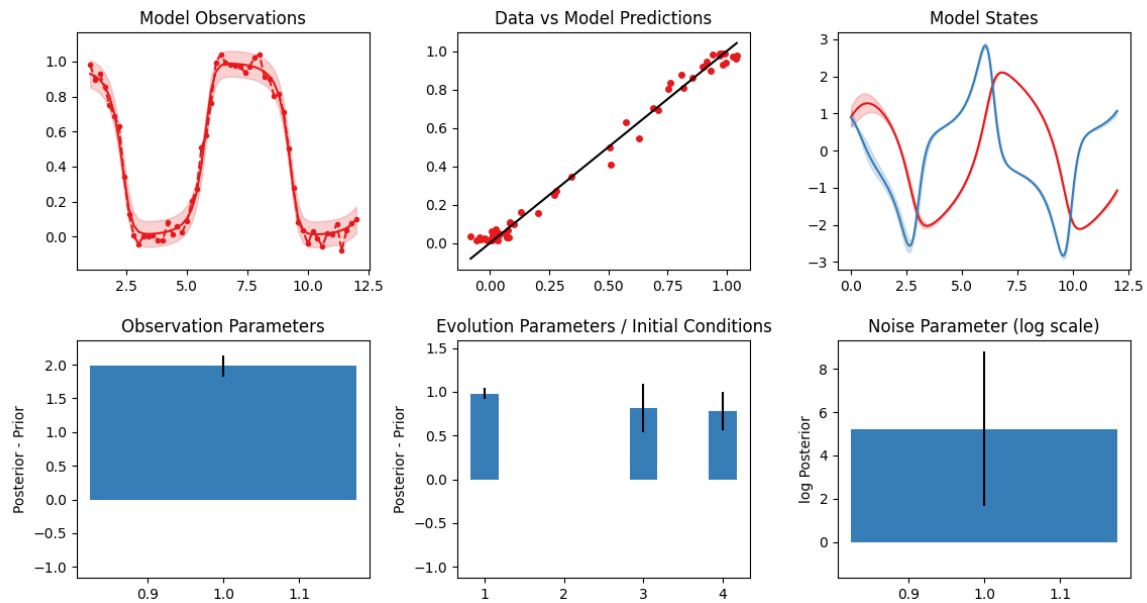 Model Observations
1.0
0.8
0.6
0.4
0.2
0.0
2.5 5.0 7.5 10.0 12.5
Data vs Model Predictions
1.0
0.8
0.6
0.4
0.2
0.0
0.00 0.25 0.50 0.75 1.00
Model States
3
2
1
0
−1
−2
−3
0.0 2.5 5.0 7.5 10.0 12.5
Observation Parameters
Posterior - Prior
2.0
1.5
1.0
0.5
0.0
−0.5
−1.0
0.9 1.0 1.1
Evolution Parameters / Initial Conditions
Posterior - Prior
1.5
1.0
0.5
0.0
−0.5
−1.0
1 2 3 4
Noise Parameter (log scale)
log Posterior
8
6
4
2
0
0.9 1.0 1.1